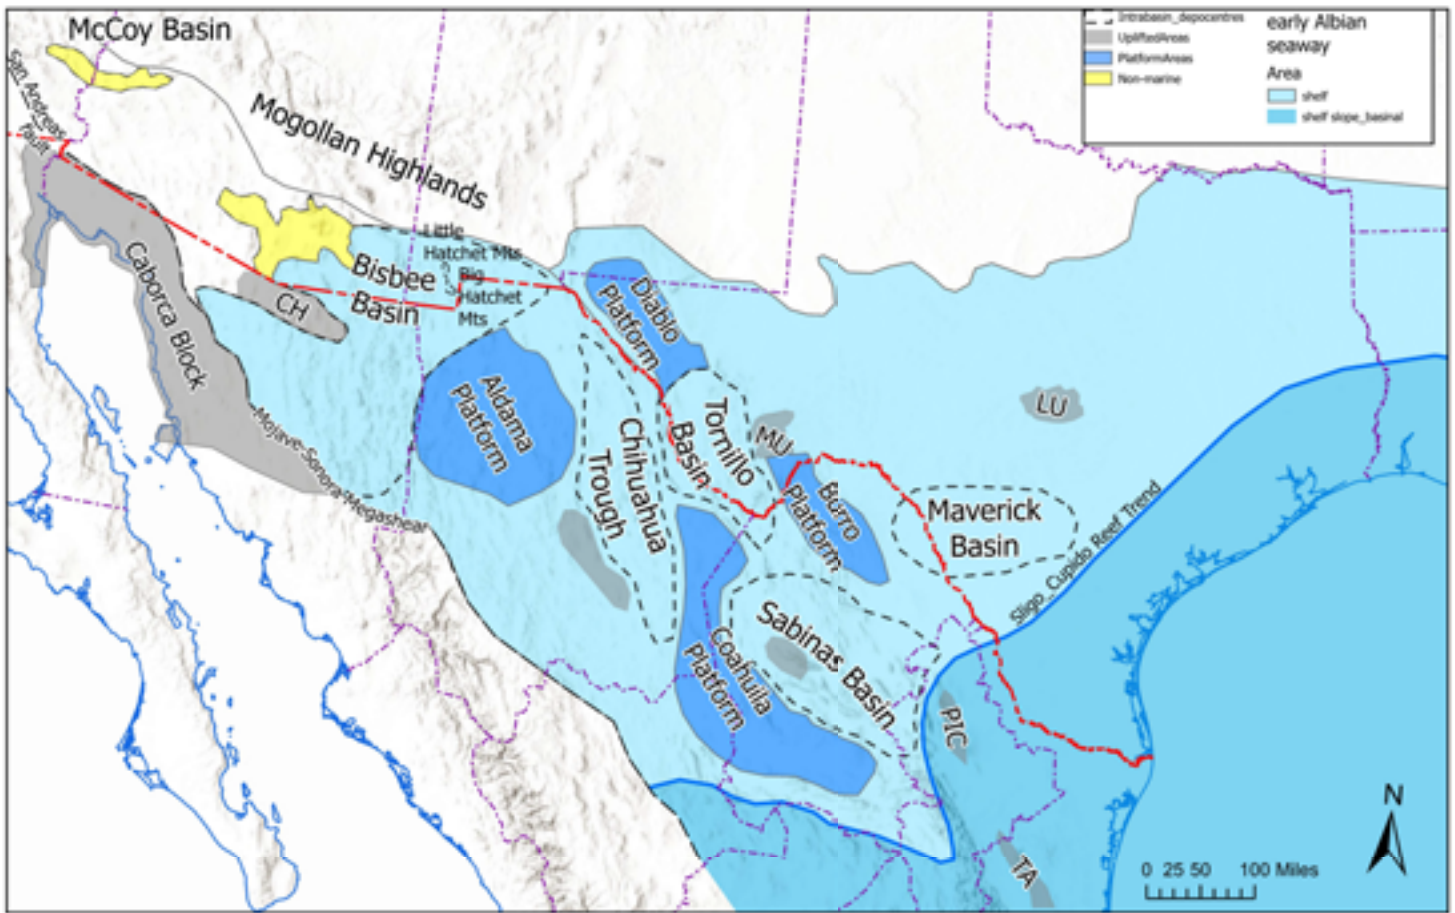 McCoy Basin
Intrabasin_depocentres
UpliftedAreas
PlatformAreas
Non-marine
early Albian
seaway
Area
shelf
shelf slope_basinal
San Andreas
Fault
Mogollan Highlands
Little
Hatchet Mts
Big
Hatchet
Mts
Bisbee
Basin
CH
Caborca Block
Diablo
Platform
Aldama
Platform
Tornillo
Basin
Chihuahua
Trough
MU
LU
Burro
Platform
Maverick
Basin
Mojave-Sonora-Megashear
Sligo_Cupido Reef Trend
Sabinas Basin
Coahuila
Platform
PIC
TA
N
0 25 50 100 Miles